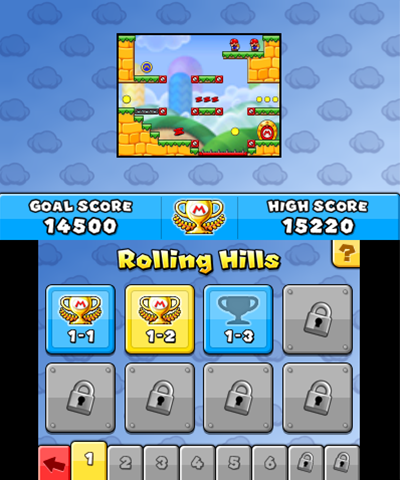 GOAL SCORE
14500
M
HIGH SCORE
15220
Rolling Hills
?
M
1-1
M
1-2
1-3
1
2
3
4
5
6